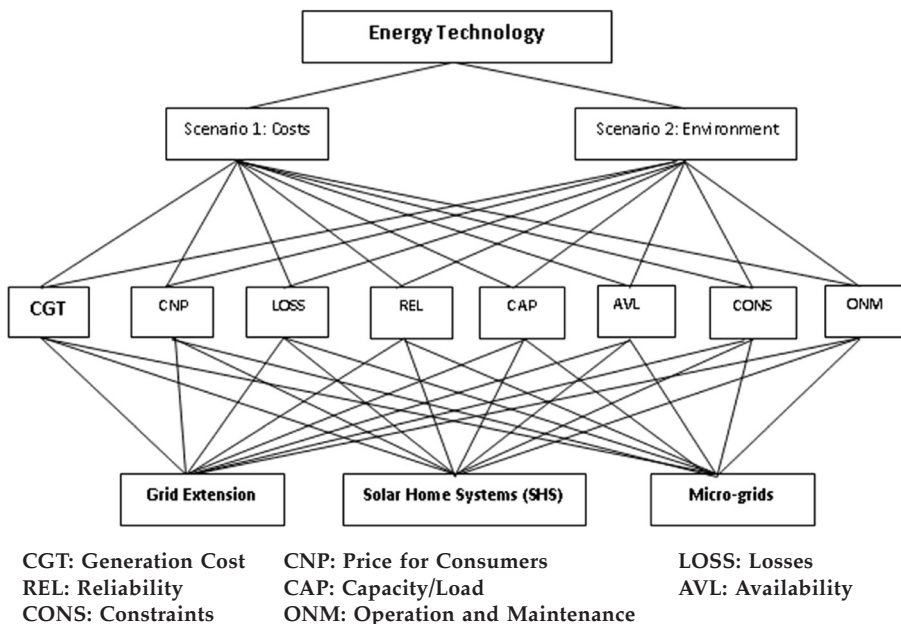 Energy Technology
Scenario 1: Costs
Scenario 2: Environment
CGT
CNP
LOSS
REL
CAP
AVL
CONS
ONM
Grid Extension
Solar Home Systems (SHS)
Micro-grids
CGT: Generation Cost CNP: Price for Consumers LOSS: Losses
REL: Reliability CAP: Capacity/Load AVL: Availability
CONS: Constraints ONM: Operation and Maintenance